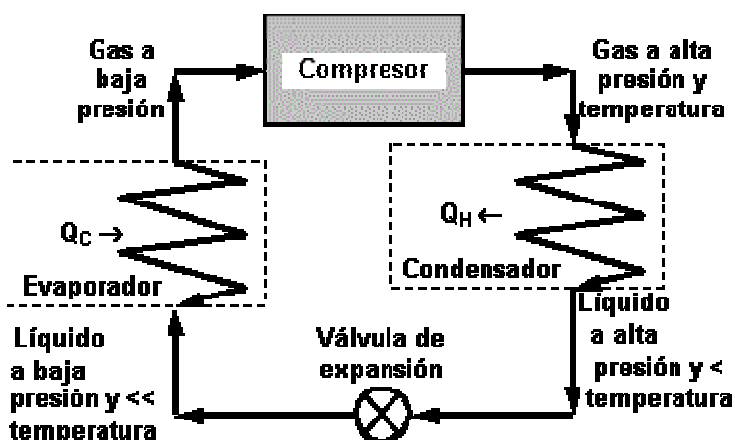 Gas a
baja
presión
Compresor
Gas a alta
presión y
temperatura
Q_C →
Evaporador
Q_H ←
Condensador
Líquido
a baja
presión y <<
temperatura
Válvula de
expansión
Líquido
a alta
presión y <
temperatura